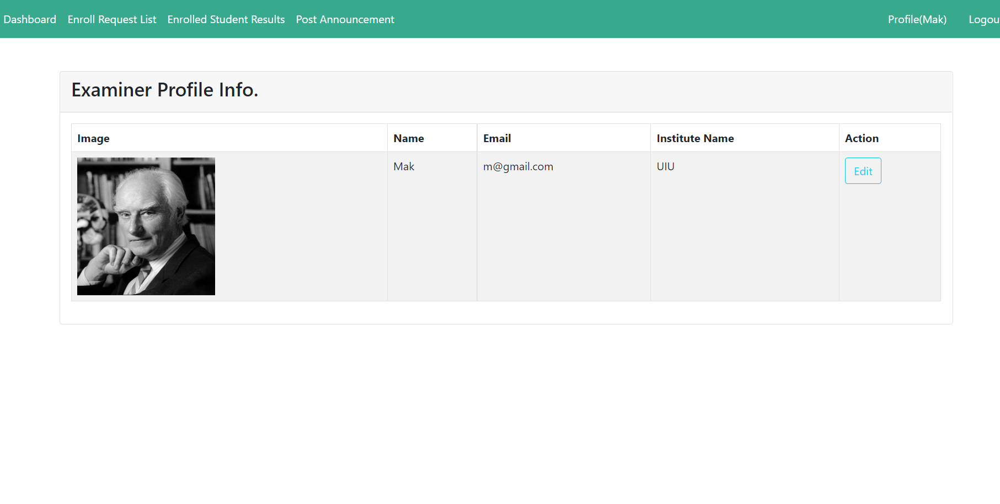 Dashboard Enroll Request List Enrolled Student Results Post Announcement Profile(Mak) Logou
Examiner Profile Info.
Image Name Email Institute Name Action
Mak m@gmail.com UIU Edit